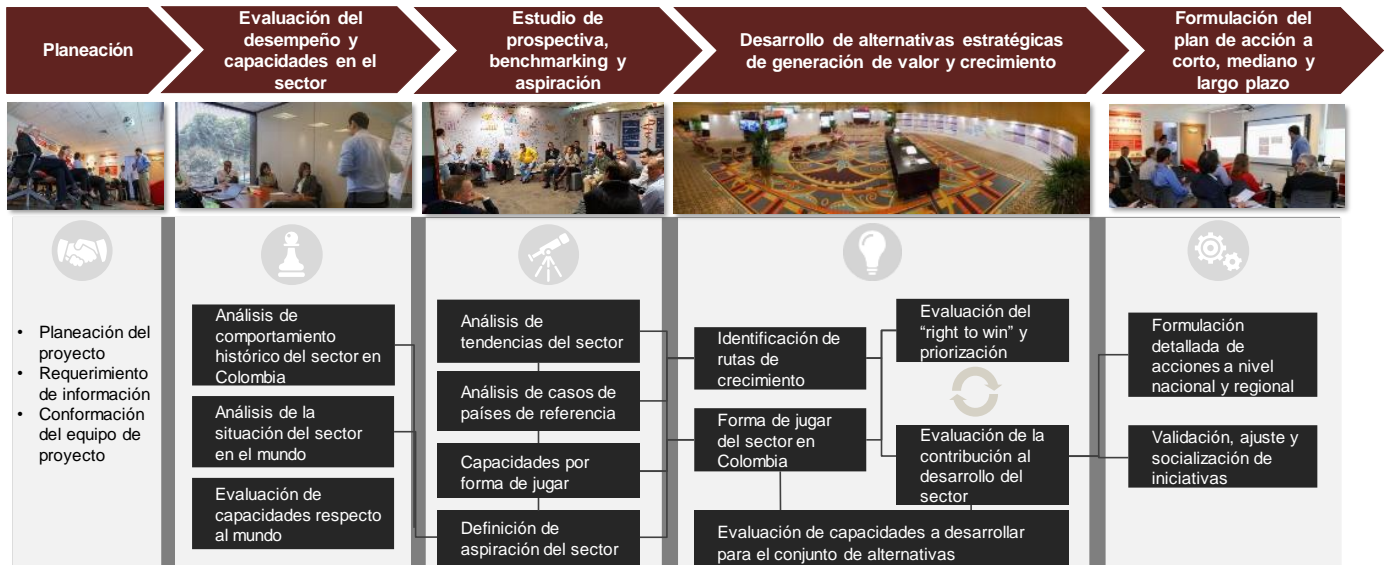 Planeación
Evaluación del
desempeño y
capacidades en el
sector
Estudio de
prospectiva,
benchmarking y
aspiración
Desarrollo de alternativas estratégicas
de generación de valor y crecimiento
Formulación del
plan de acción a
corto, mediano y
largo plazo
• Planeación del
proyecto
• Requerimiento
de información
• Conformación
del equipo de
proyecto
Análisis de
comportamiento
histórico del sector en
Colombia
Análisis de la
situación del sector
en el mundo
Evaluación de
capacidades respecto
al mundo
Análisis de
tendencias del sector
Análisis de casos de
países de referencia
Capacidades por
forma de jugar
Definición de
aspiración del sector
Identificación de
rutas de
crecimiento
Forma de jugar
del sector en
Colombia
Evaluación del
“right to win” y
priorización
Evaluación de la
contribución al
desarrollo del
sector
Evaluación de capacidades a desarrollar
para el conjunto de alternativas
Formulación
detallada de
acciones a nivel
nacional y regional
Validación, ajuste y
socialización de
iniciativas